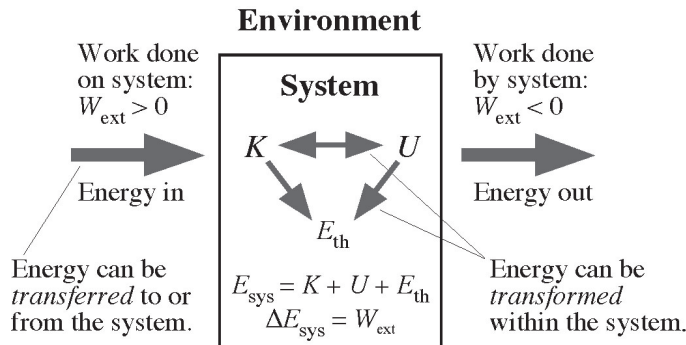 Environment
Work done
on system:
W_ext > 0
Energy in
Energy can be
transferred to or
from the system.
System
K
U
E_th
E_sys = K + U + E_th
ΔE_sys = W_ext
Work done
by system:
W_ext < 0
Energy out
Energy can be
transformed
within the system.